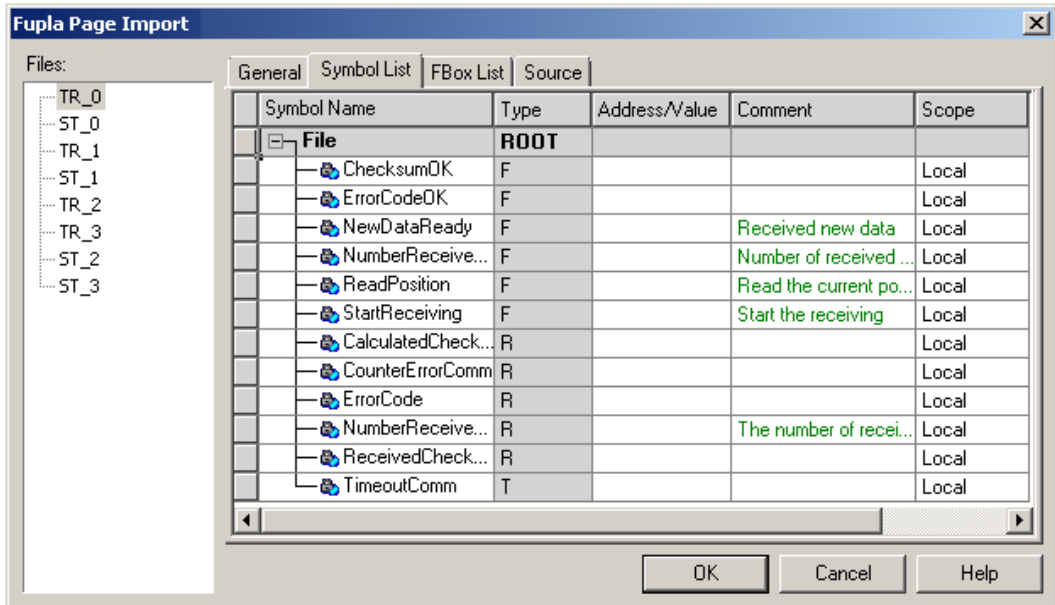 Fupla Page Import
Files:
TR_0
ST_0
TR_1
ST_1
TR_2
TR_3
ST_2
ST_3
General Symbol List FBox List Source
Symbol Name Type Address/Value Comment Scope
File ROOT
ChecksumOK F Local
ErrorCodeOK F Local
NewDataReady F Received new data Local
NumberReceive... F Number of received ... Local
ReadPosition F Read the current po... Local
StartReceiving F Start the receiving Local
CalculatedCheck... R Local
CounterErrorComm R Local
ErrorCode R Local
NumberReceive... R The number of recei... Local
ReceivedCheck... R Local
TimeoutComm T Local
OK Cancel Help